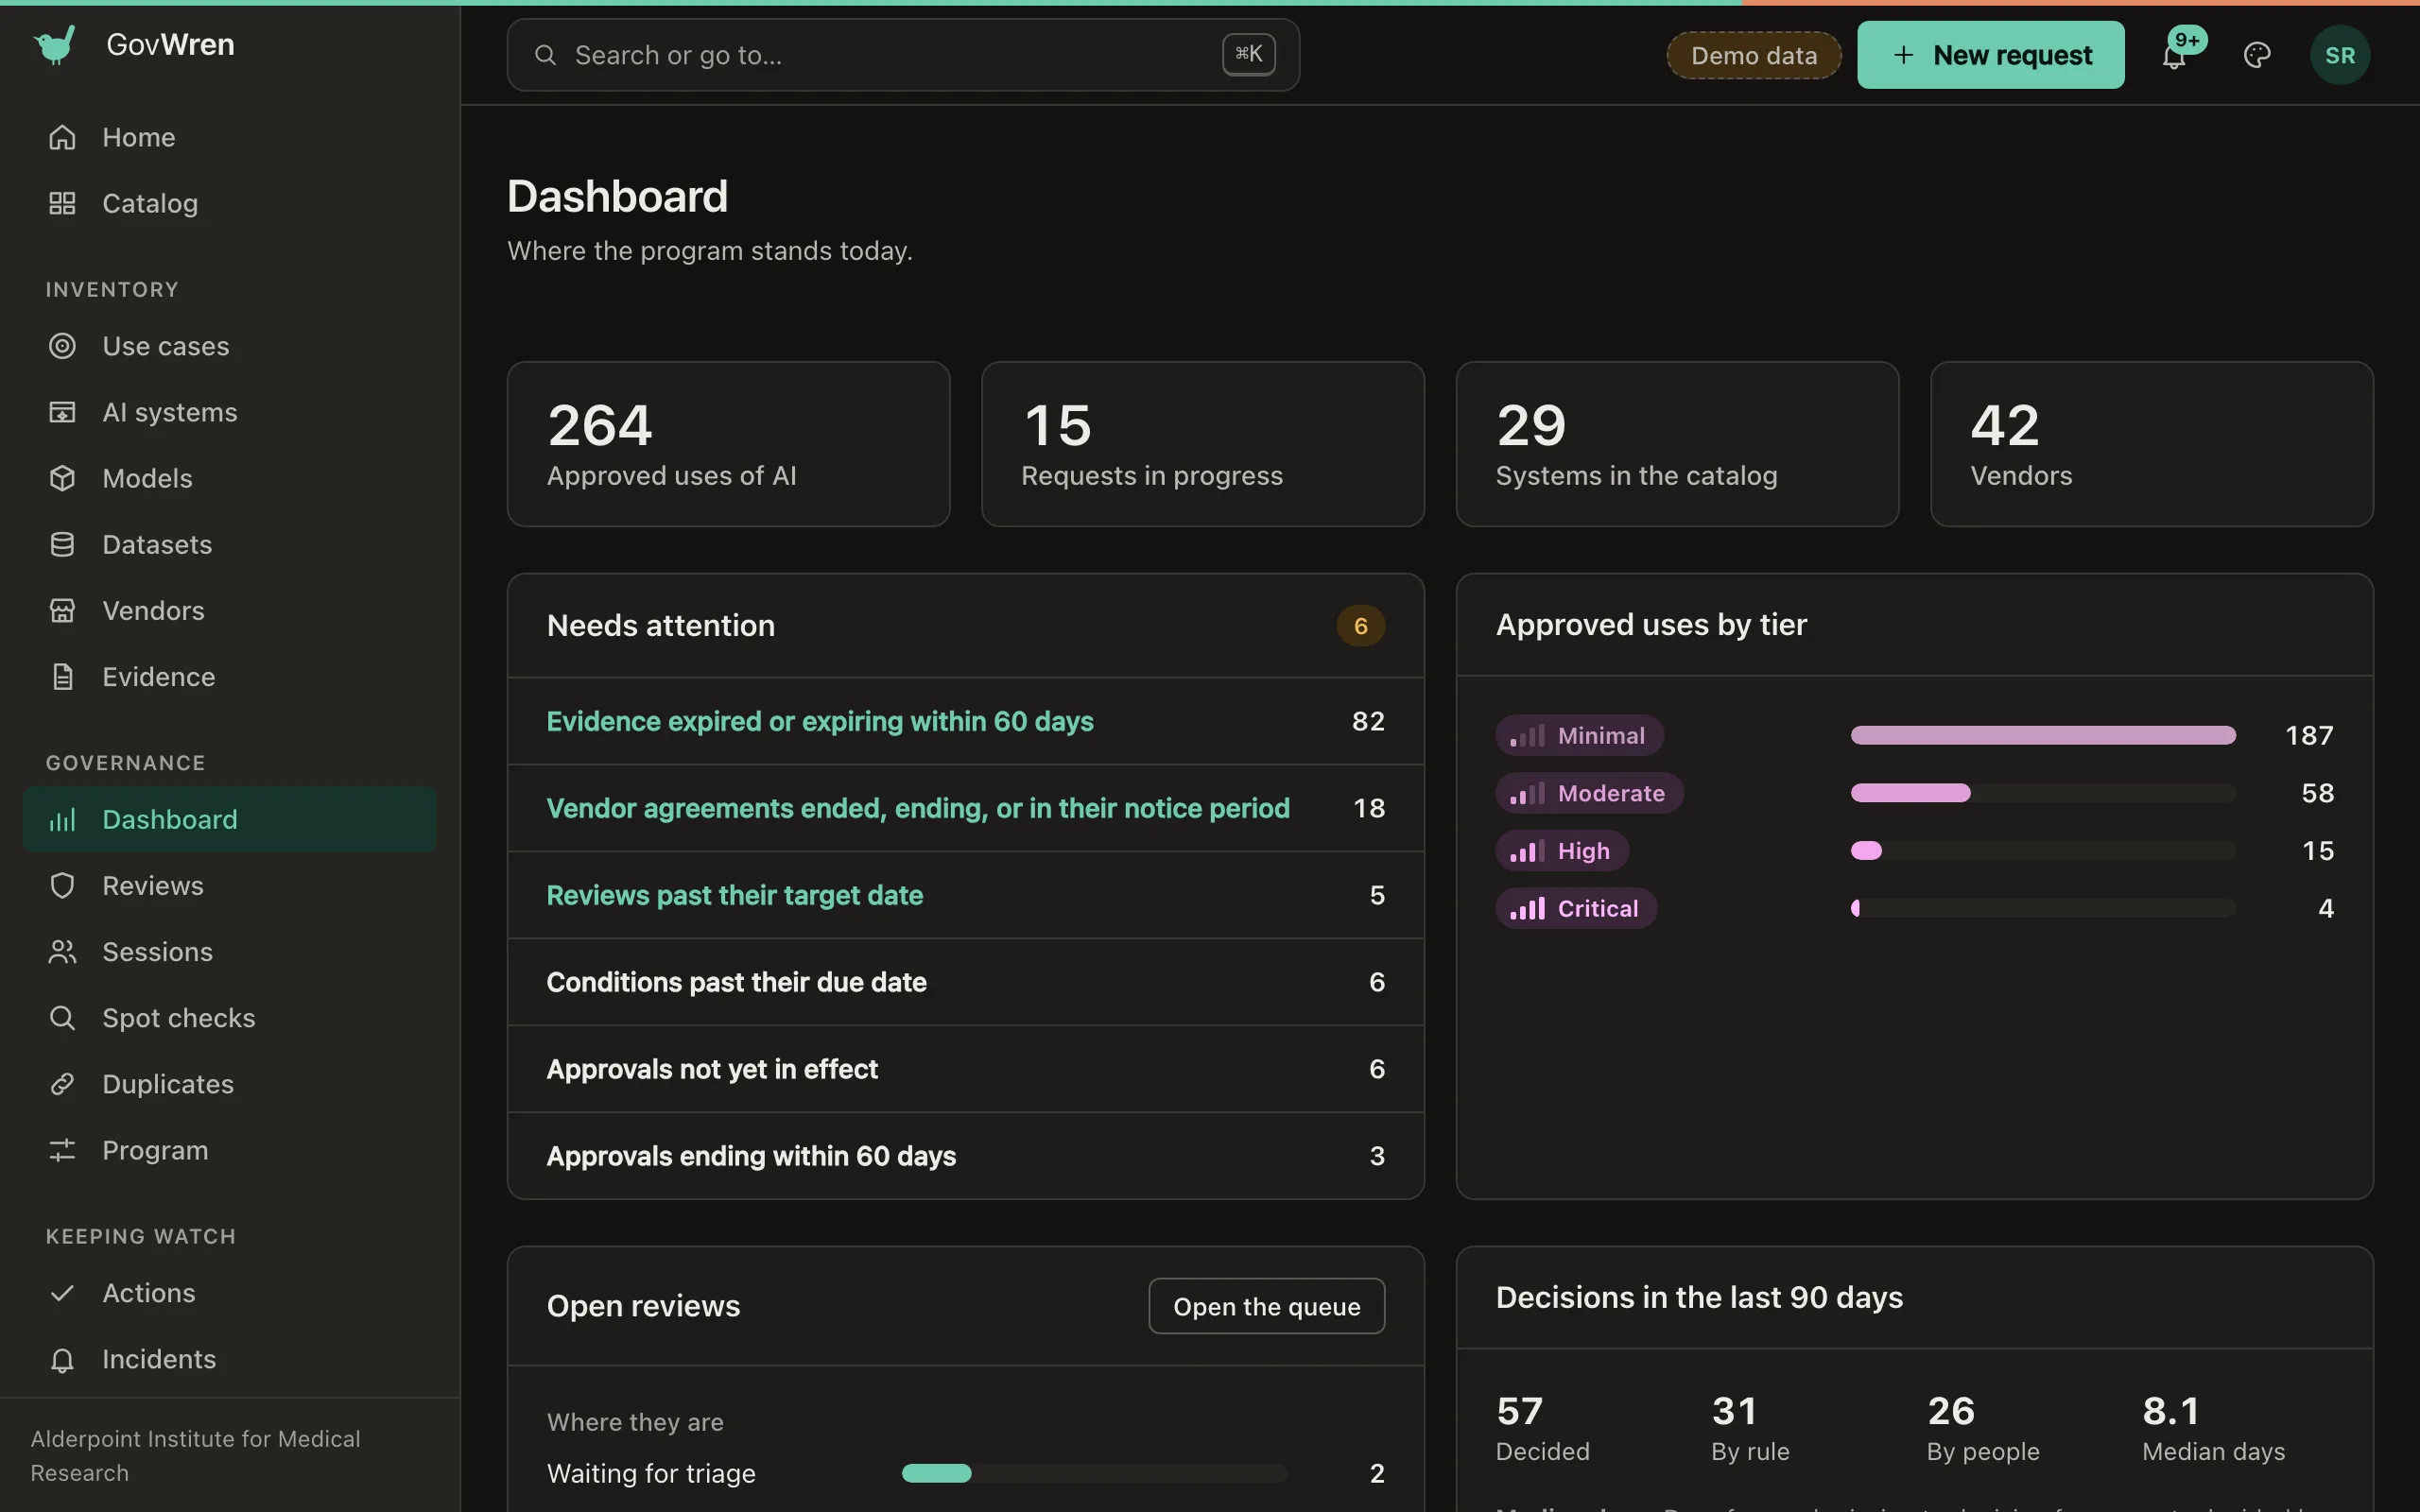 GovWren
Search or go to...
⌘K
Demo data
+ New request
9+
SR
Home
Catalog
INVENTORY
Use cases
AI systems
Models
Datasets
Vendors
Evidence
GOVERNANCE
Dashboard
Reviews
Sessions
Spot checks
Duplicates
Program
KEEPING WATCH
Actions
Incidents
Alderpoint Institute for Medical
Research
Dashboard
Where the program stands today.
264
Approved uses of AI
15
Requests in progress
29
Systems in the catalog
42
Vendors
Needs attention 6
Evidence expired or expiring within 60 days 82
Vendor agreements ended, ending, or in their notice period 18
Reviews past their target date 5
Conditions past their due date 6
Approvals not yet in effect 6
Approvals ending within 60 days 3
Approved uses by tier
Minimal 187
Moderate 58
High 15
Critical 4
Open reviews
Open the queue
Where they are
Waiting for triage 2
Decisions in the last 90 days
57
Decided
31
By rule
26
By people
8.1
Median days